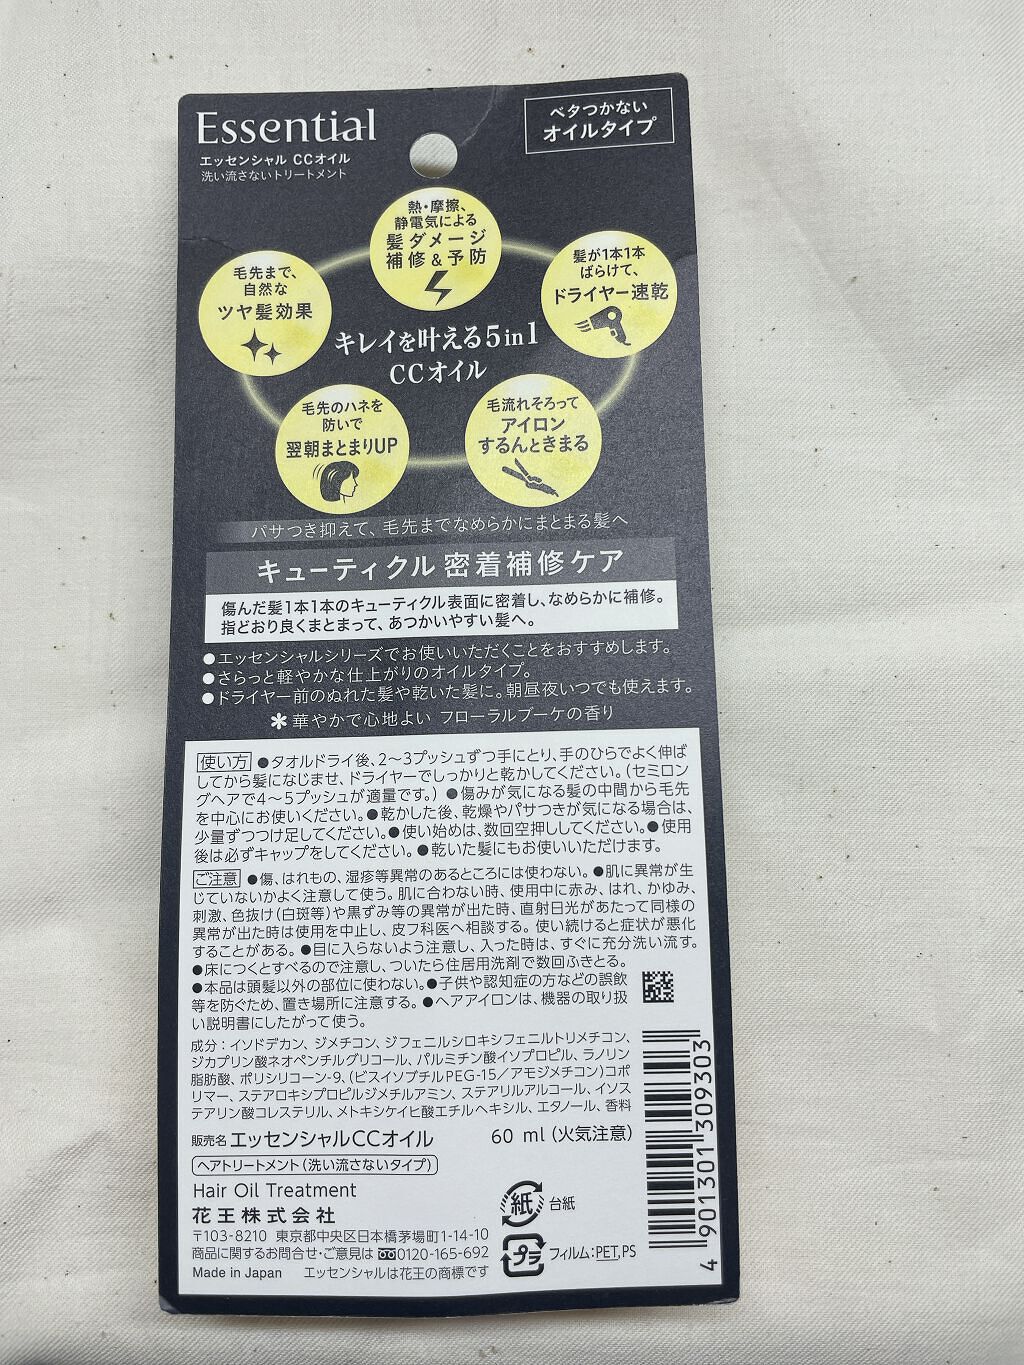 Essential
エッセンシャル CCオイル
洗い流さないトリートメント
ベタつかない
オイルタイプ
熱・摩擦、
静電気による
髪ダメージ
補修&予防
毛先まで、
自然な
ツヤ髪効果
髪が1本1本
ばらけて、
ドライヤー速乾
キレイを叶える5in1
CCオイル
毛先のハネを
防いで
翌朝まとまりUP
毛流れそろって
アイロン
するんときまる
パサつき抑えて、毛先までなめらかにまとまる髪へ
キューティクル 密着補修ケア
傷んだ髪1本1本のキューティクル表面に密着し、なめらかに補修。
指どおり良くまとまって、あつかいやすい髪へ。
●エッセンシャルシリーズでお使いいただくことをおすすめします。
●さらっと軽やかな仕上がりのオイルタイプ。
●ドライヤー前のぬれた髪や乾いた髪に。朝昼夜いつでも使えます。
✻華やかで心地よい フローラルブーケの香り
使い方 ●タオルドライ後、2〜3プッシュずつ手にとり、手のひらでよく伸ば
してから髪になじませ、ドライヤーでしっかりと乾かしてください。(セミロン
グヘアで4〜5プッシュが適量です。) ●傷みが気になる髪の中間から毛先
を中心にお使いください。●乾かした後、乾燥やパサつきが気になる場合は、
少量ずつつけ足してください。●使い始めは、数回空押ししてください。●使用
後は必ずキャップをしてください。●乾いた髪にもお使いいただけます。
ご注意 ●傷、はれもの、湿疹等異常のあるところには使わない。●肌に異常が生
じていないかよく注意して使う。肌に合わない時、使用中に赤み、はれ、かゆみ、
刺激、色抜け(白斑等)や黒ずみ等の異常が出た時、直射日光があたって同様の
異常が出た時は使用を中止し、皮フ科医へ相談する。使い続けると症状が悪化
することがある。●目に入らないよう注意し、入った時は、すぐに充分洗い流す。
●床につくとすべるので注意し、ついたら住居用洗剤で数回ふきとる。
●本品は頭髪以外の部位に使わない。●子供や認知症の方などの誤飲
等を防ぐため、置き場所に注意する。●ヘアアイロンは、機器の取り扱
い説明書にしたがって使う。
成分:イソドデカン、ジメチコン、ジフェニルシロキシフェニルトリメチコン、
ジカプリン酸ネオペンチルグリコール、パルミチン酸イソプロピル、ラノリン
脂肪酸、ポリシリコーン-9、(ビスイソブチルPEG-15/アモジメチコン)コポ
リマー、ステアロキシプロピルジメチルアミン、ステアリルアルコール、イソス
テアリン酸コレステリル、メトキシケイヒ酸エチルヘキシル、エタノール、香料
販売名 エッセンシャルCCオイル 60 ml(火気注意)
ヘアトリートメント(洗い流さないタイプ)
Hair Oil Treatment
花王株式会社
〒103-8210 東京都中央区日本橋茅場町1-14-10
商品に関するお問合せ・ご意見は 0120-165-692
Made in Japan エッセンシャルは花王の商標です
紙 台紙
プラ フィルム:PET,PS
4 901301 309303